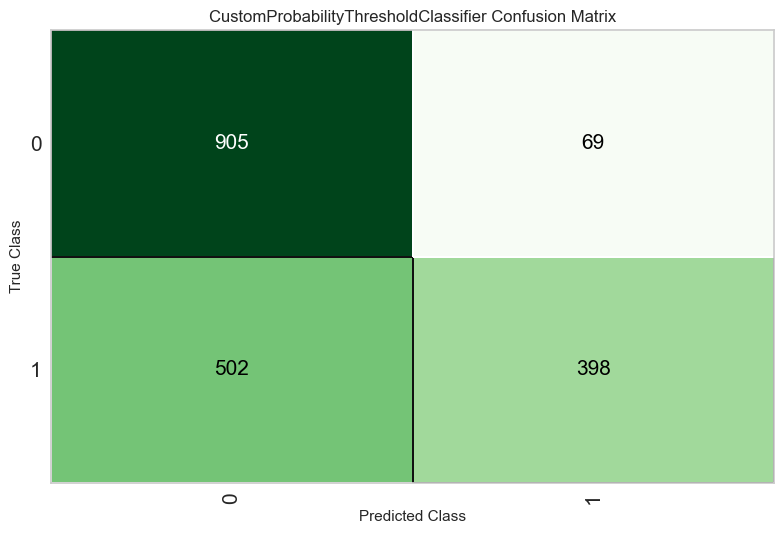 CustomProbabilityThresholdClassifier Confusion Matrix
0
905
69
True Class
1
502
398
0
1
Predicted Class